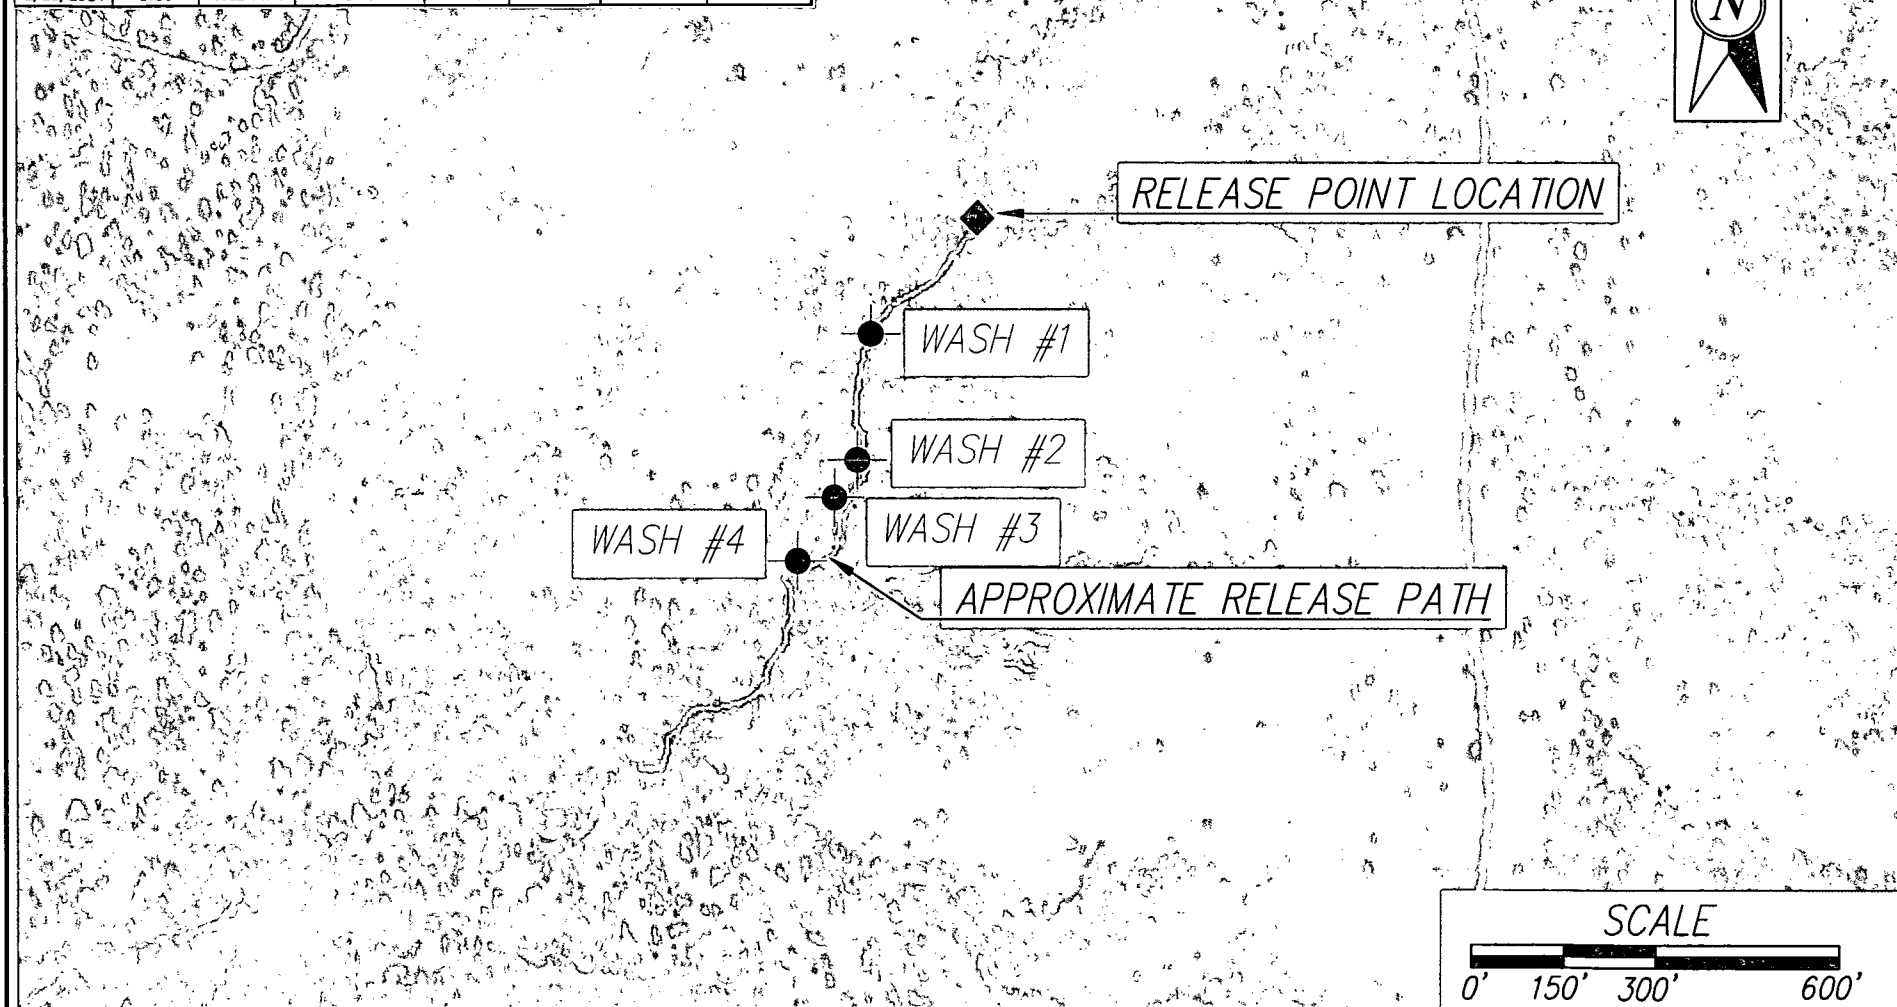 N
RELEASE POINT LOCATION
WASH #1
WASH #2
WASH #3
WASH #4
APPROXIMATE RELEASE PATH
SCALE
0' 150' 300' 600'